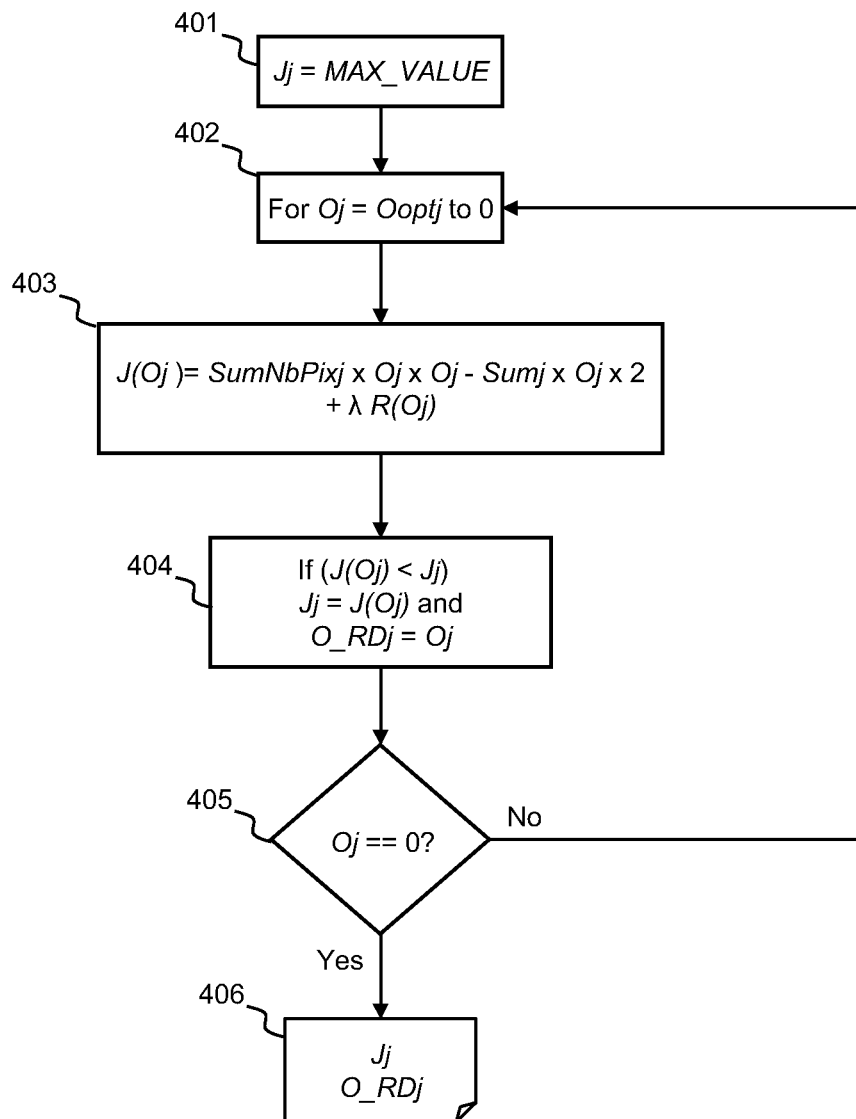 401
Jj = MAX_VALUE
402
For Oj = Ooptj to 0
403
J(Oj )= SumNbPixj x Oj x Oj - Sumj x Oj x 2
+ λ R(Oj)
404
If (J(Oj) < Jj)
Jj = J(Oj) and
O_RDj = Oj
405
Oj == 0?
No
Yes
406
Jj
O_RDj